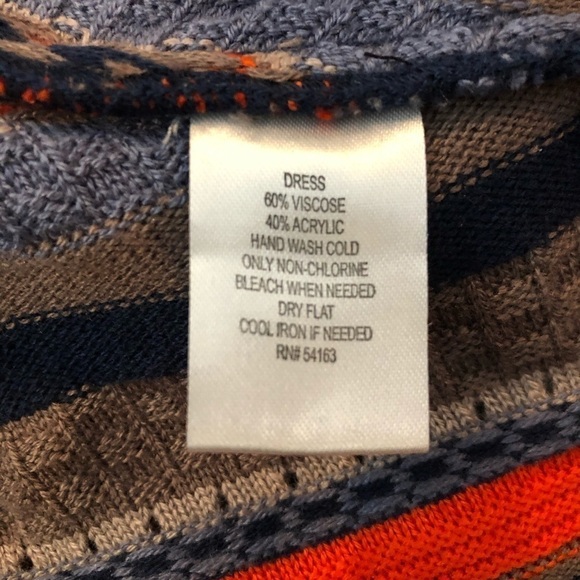 DRESS
60% VISCOSE
40% ACRYLIC
HAND WASH COLD
ONLY NON-CHLORINE
BLEACH WHEN NEEDED
DRY FLAT
COOL IRON IF NEEDED
RN# 54163